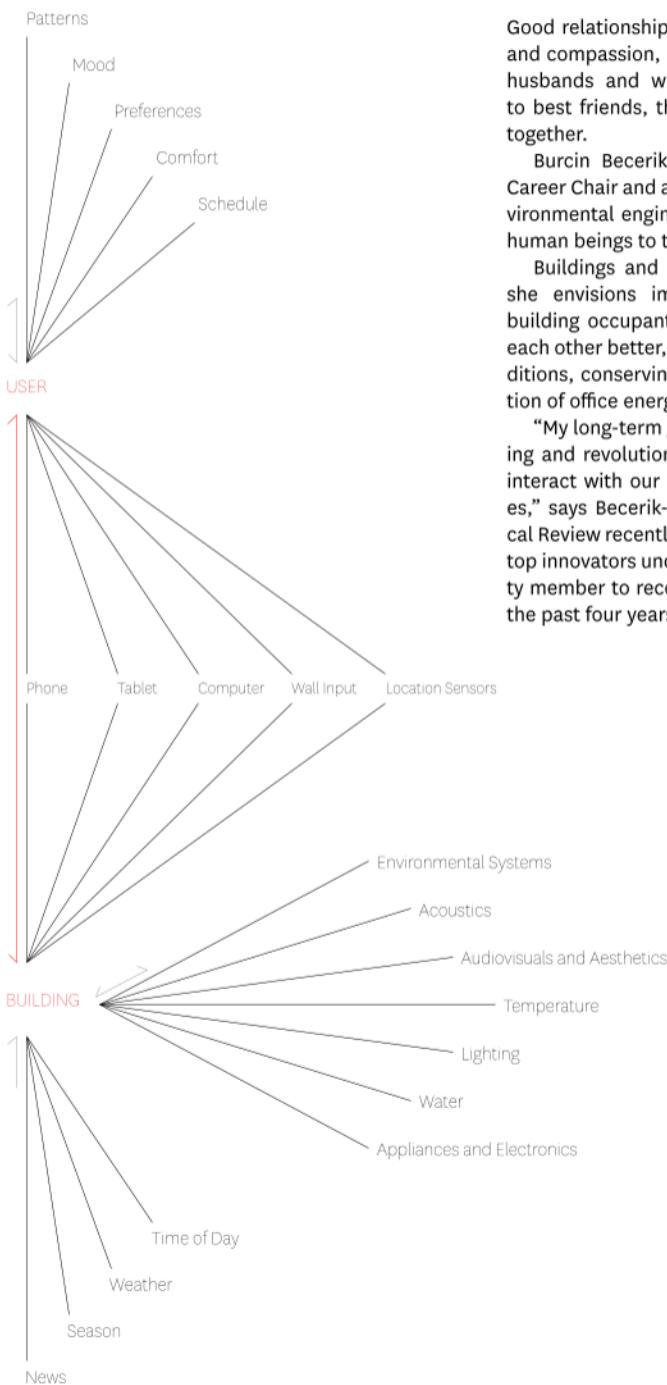 Patterns
Mood
Preferences
Comfort
Schedule
USER
Phone
Tablet
Computer
Wall Input
Location Sensors
Environmental Systems
Acoustics
Audiovisuals and Aesthetics
BUILDING
Temperature
Lighting
Water
Appliances and Electronics
Time of Day
Weather
Season
News
Good relationship
and compassion,
husbands and w
to best friends, th
together.
Burcin Becerik
Career Chair and a
vironmental engin
human beings to t
Buildings and
she envisions im
building occupant
each other better,
ditions, conservin
tion of office energ
“My long-term
ing and revolution
interact with our
es,” says Becerik-
cal Review recentl
top innovators und
ty member to rece
the past four years